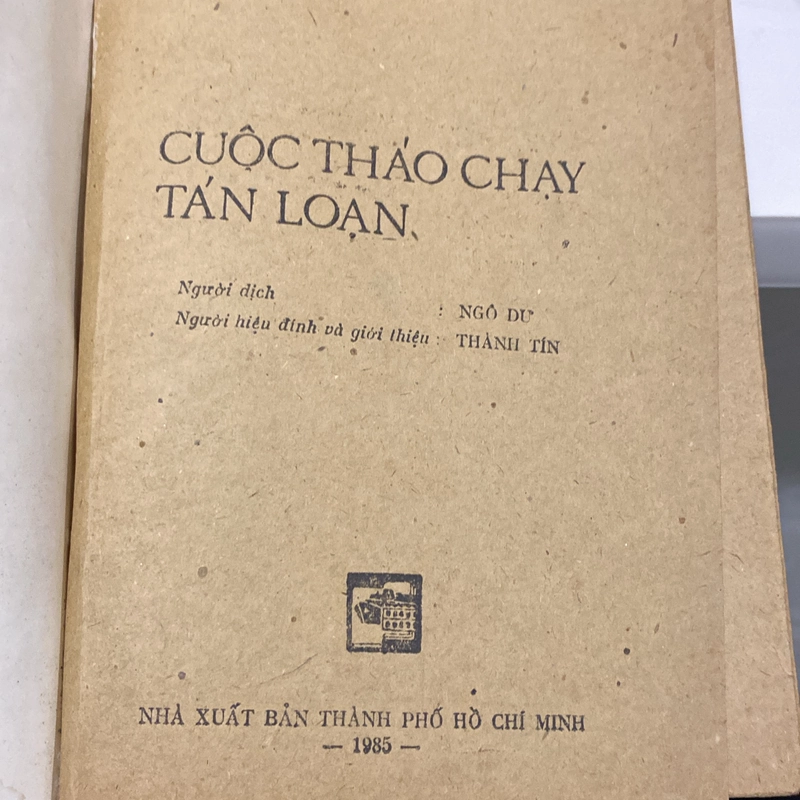 CUỘC THÁO CHẠY
TÁN LOẠN
Người dịch : NGÔ DƯ
Người hiệu đính và giới thiệu : THÀNH TÍN
NHÀ XUẤT BẢN THÀNH PHỐ HỒ CHÍ MINH
— 1985 —